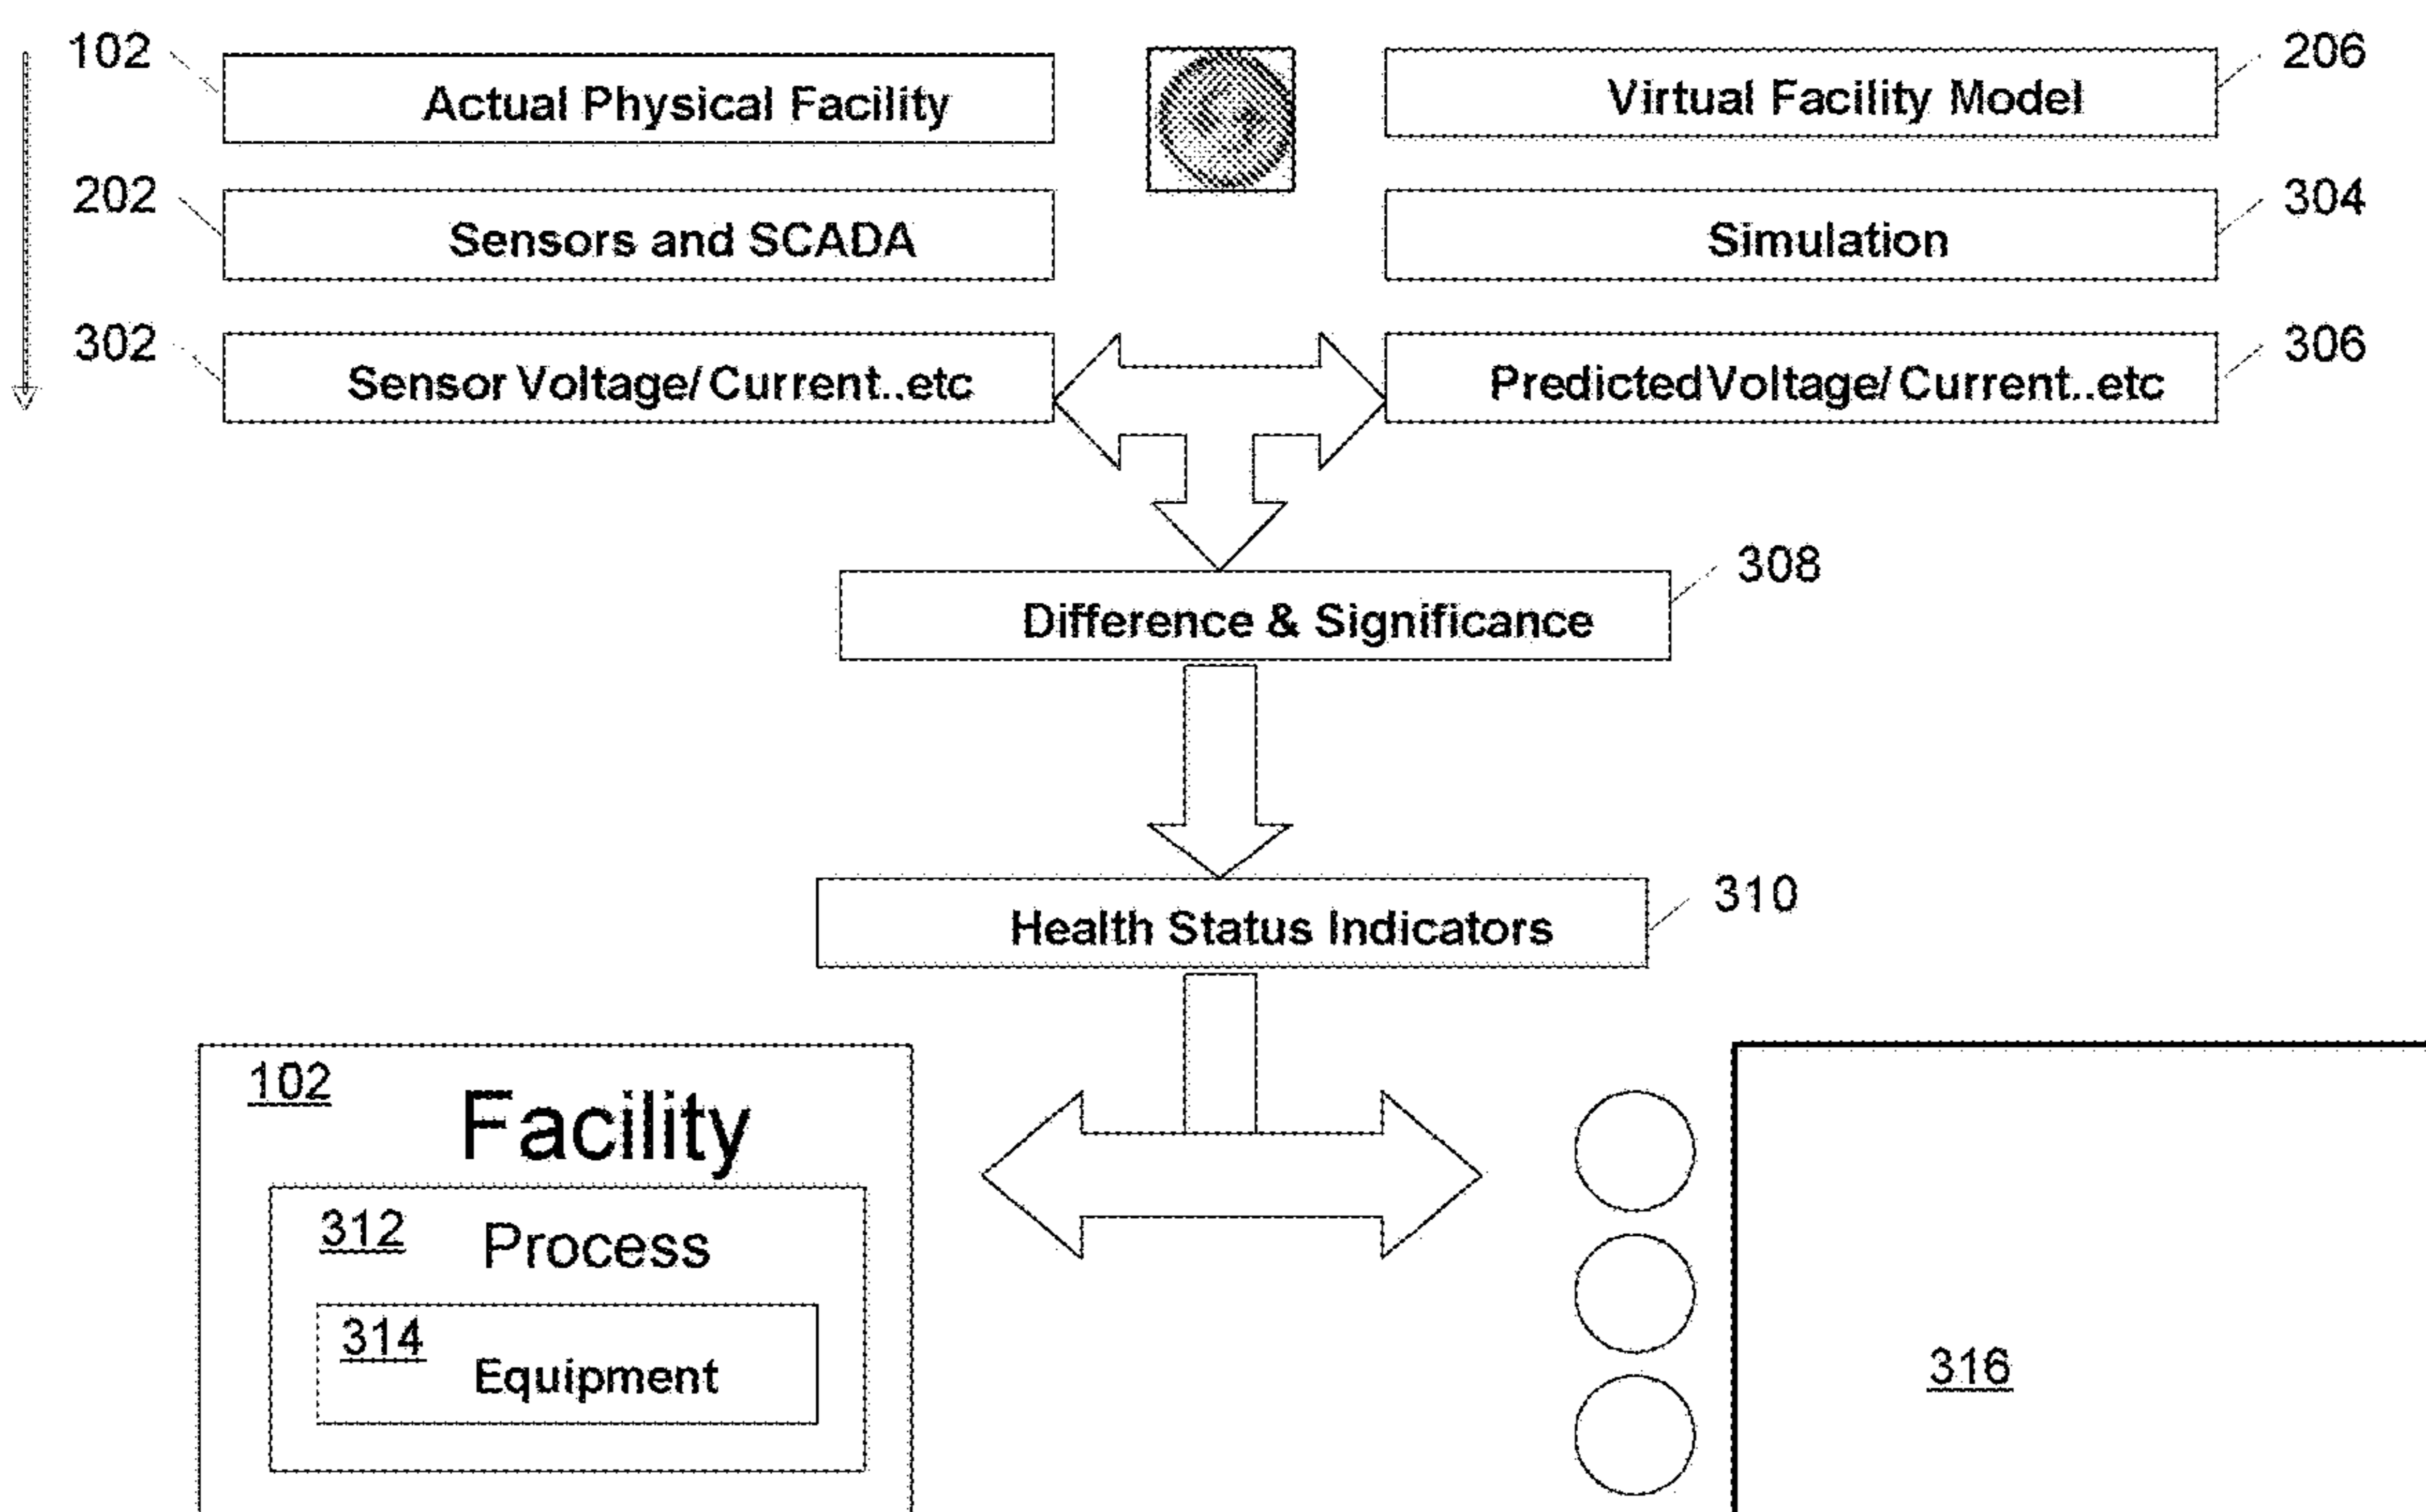 102 Actual Physical Facility
Virtual Facility Model 206
202 Sensors and SCADA
Simulation 304
302 Sensor Voltage/ Current..etc
Predicted Voltage/ Current..etc 306
308
Difference & Significance
310
Health Status Indicators
102
Facility
312 Process
314
Equipment
316